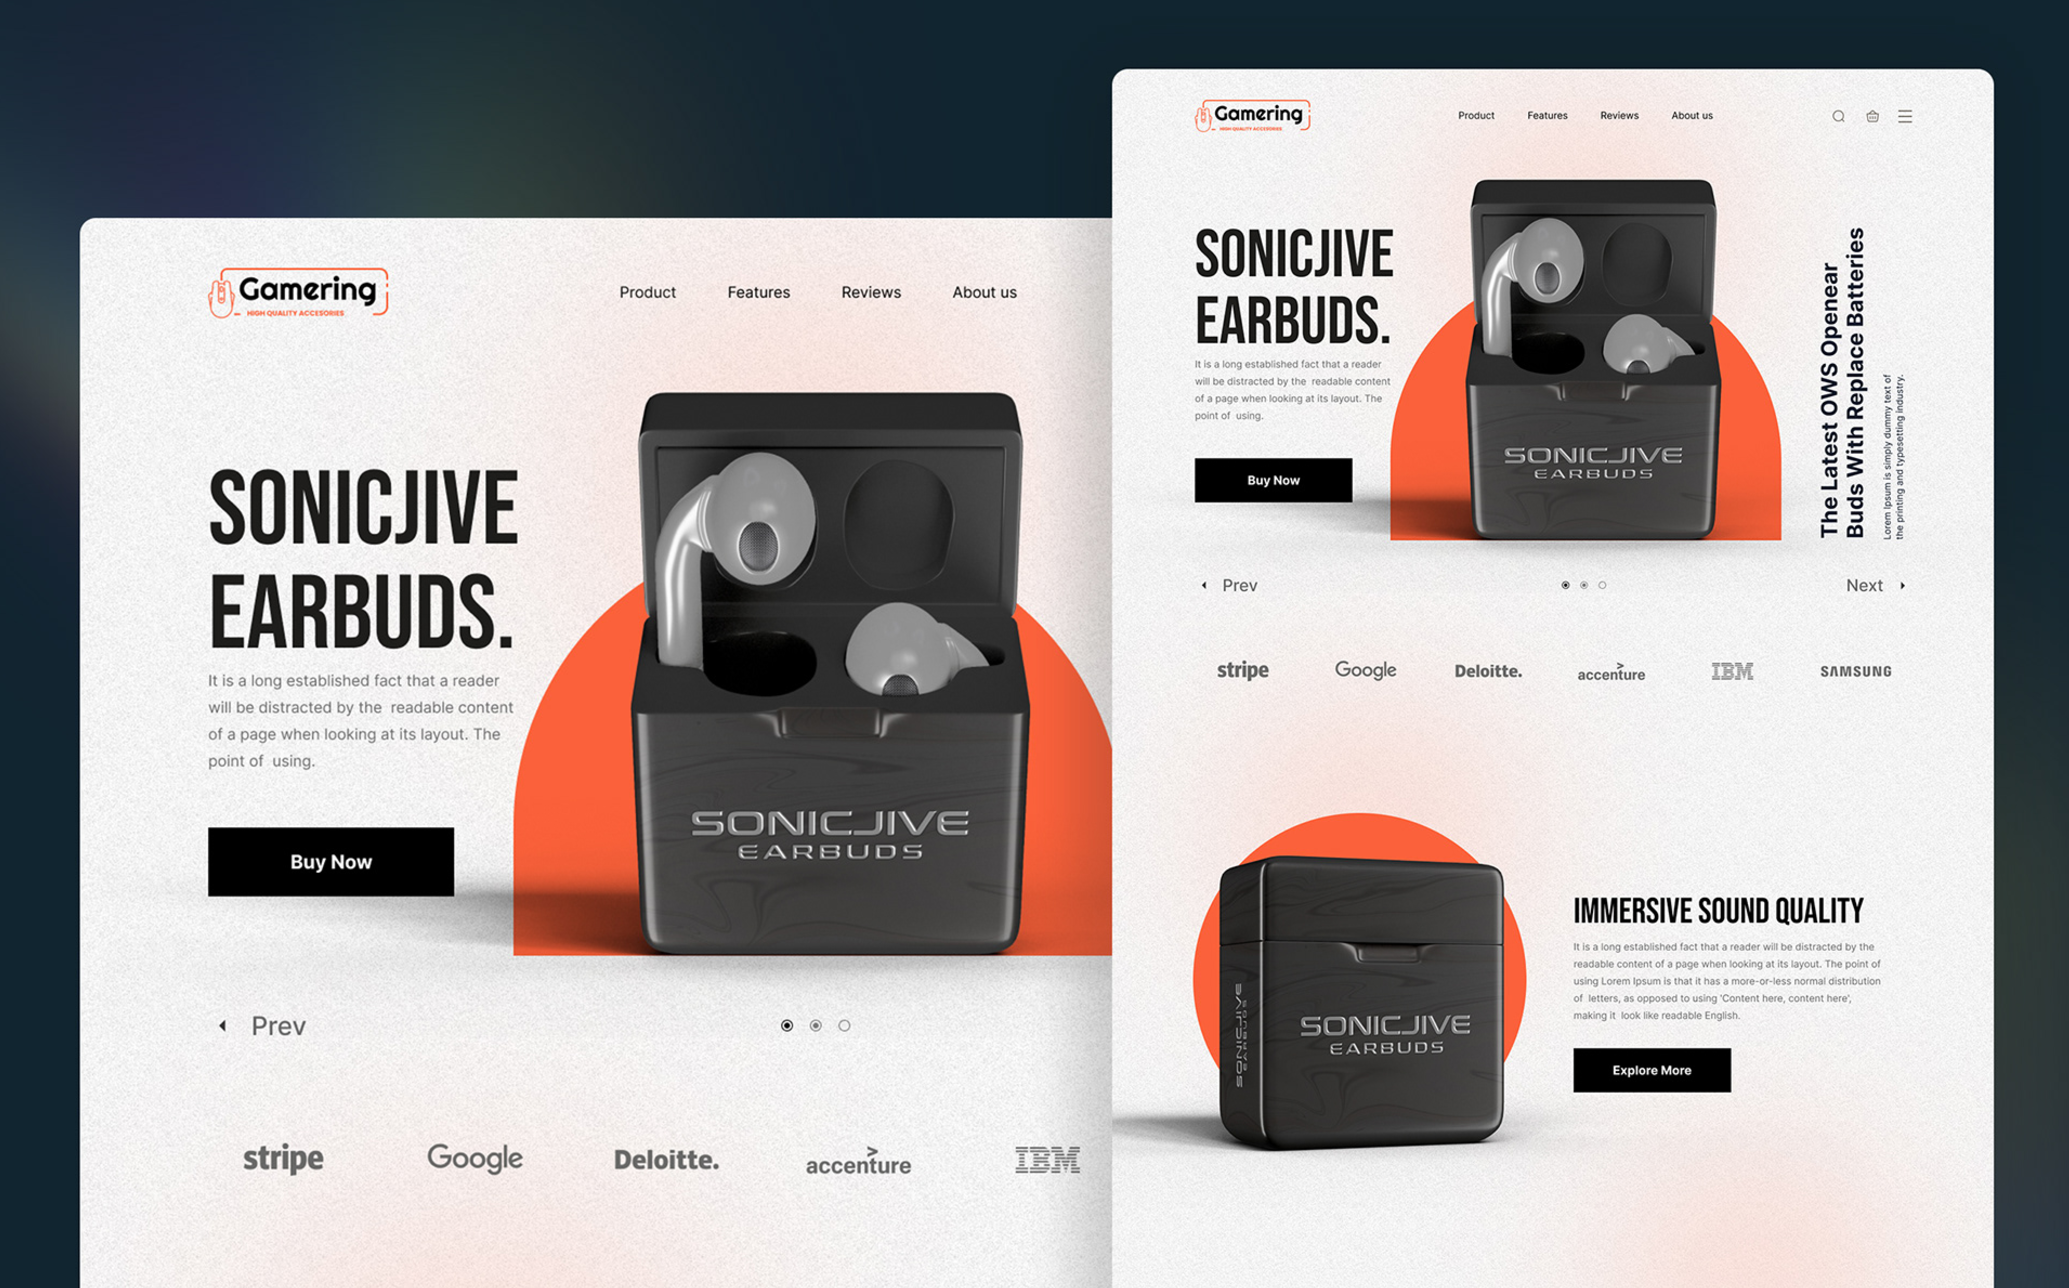 Gamering
HIGH QUALITY ACCESORIES
Product
Features
Reviews
About us
SONICJIVE
EARBUDS.
It is a long established fact that a reader
will be distracted by the readable content
of a page when looking at its layout. The
point of using.
Buy Now
SONICJIVE
EARBUDS
Prev
stripe
Google
Deloitte.
accenture
IBM
Gamering
HIGH QUALITY ACCESORIES
Product
Features
Reviews
About us
SONICJIVE
EARBUDS.
It is a long established fact that a reader
will be distracted by the readable content
of a page when looking at its layout. The
point of using.
Buy Now
SONICJIVE
EARBUDS
The Latest OWS Openear
Buds With Replace Batteries
Lorem Ipsum is simply dummy text of
the printing and typesetting industry.
Prev
Next
stripe
Google
Deloitte.
accenture
IBM
SAMSUNG
SONICJIVE
EARBUDS
SONICJIVE
EARBUDS
IMMERSIVE SOUND QUALITY
It is a long established fact that a reader will be distracted by the
readable content of a page when looking at its layout. The point of
using Lorem Ipsum is that it has a more-or-less normal distribution
of letters, as opposed to using 'Content here, content here',
making it look like readable English.
Explore More